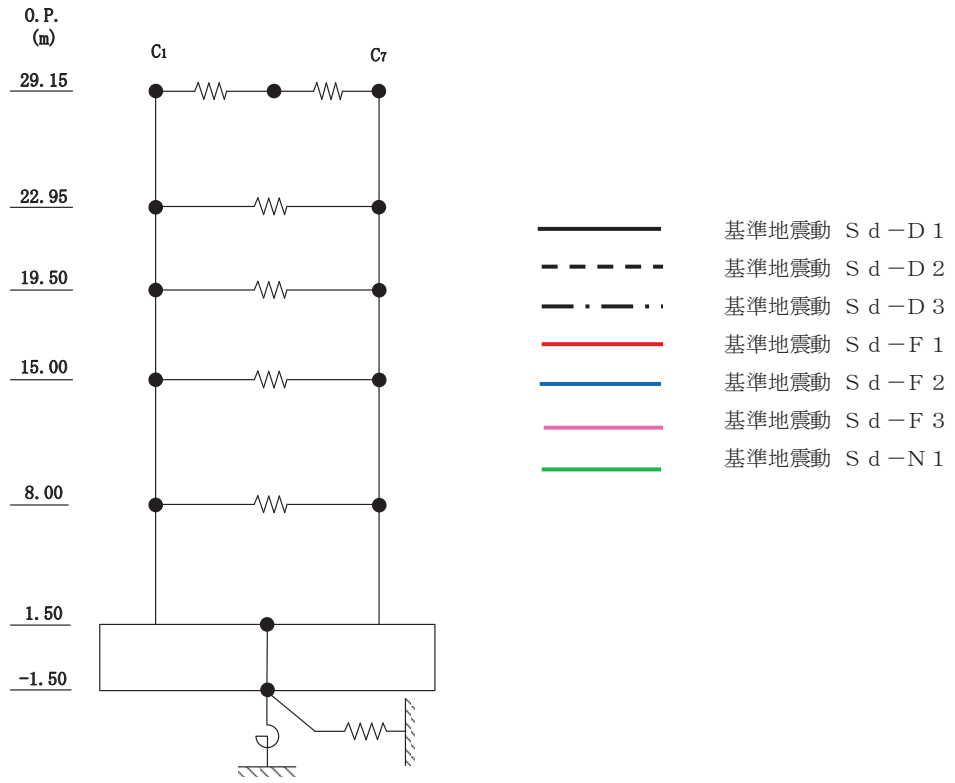 O.P.
(m)
C1
C7
29.15
22.95
19.50
15.00
8.00
1.50
-1.50
基準地震動 Ｓｄ－Ｄ１
基準地震動 Ｓｄ－Ｄ２
基準地震動 Ｓｄ－Ｄ３
基準地震動 Ｓｄ－Ｆ１
基準地震動 Ｓｄ－Ｆ２
基準地震動 Ｓｄ－Ｆ３
基準地震動 Ｓｄ－Ｎ１